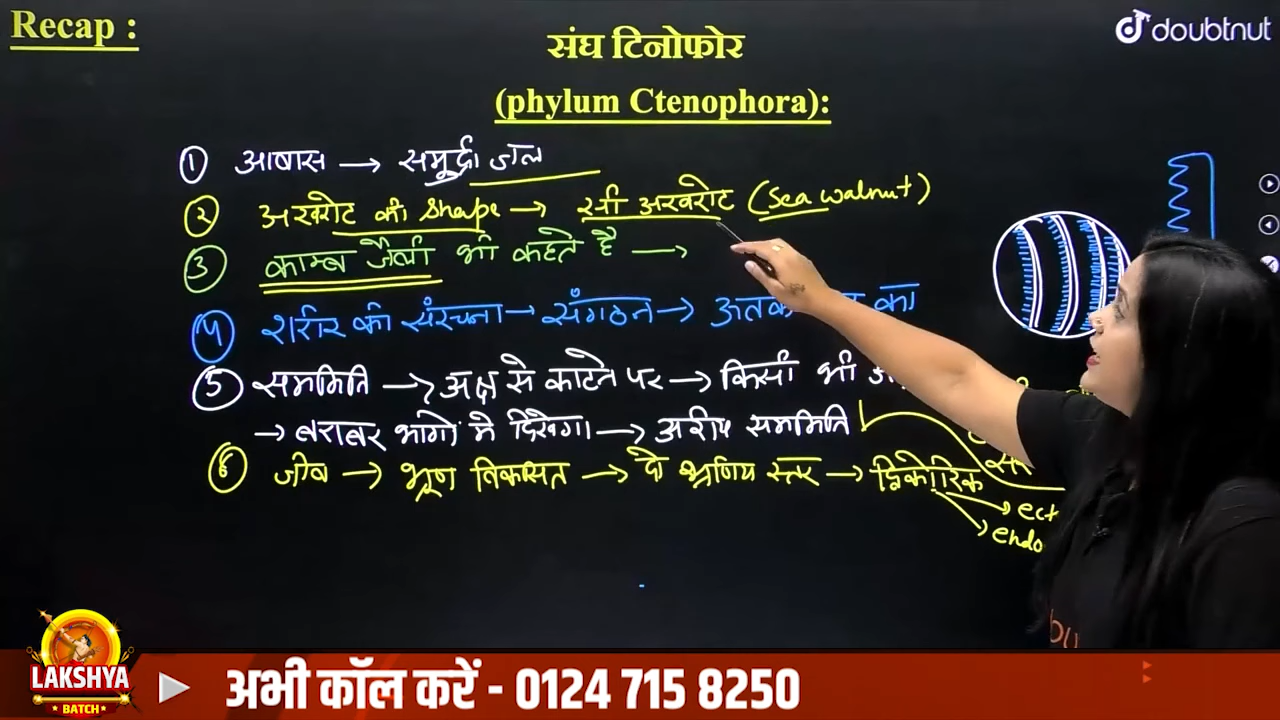 Recap :
doubtnut
संघ टिनोफोर
(phylum Ctenophora):
① आवास → समुद्री जल
② अखरोट की shape → अखरोट (Sea walnut)
③ काम्ब जैली भी कहते है →
④ शरीर की संरचना → संगठन → का
⑤ सममिति → अक्ष से काटने पर → किसी भी
→ बराबर भागों में दिखेगा → अरीय सममिति
⑥ जीव → भ्रूण विकसित → दो भ्रूणिय स्तर → द्विकोरिक
→ ect
→ endo
LAKSHYA
BATCH
अभी कॉल करें - 0124 715 8250